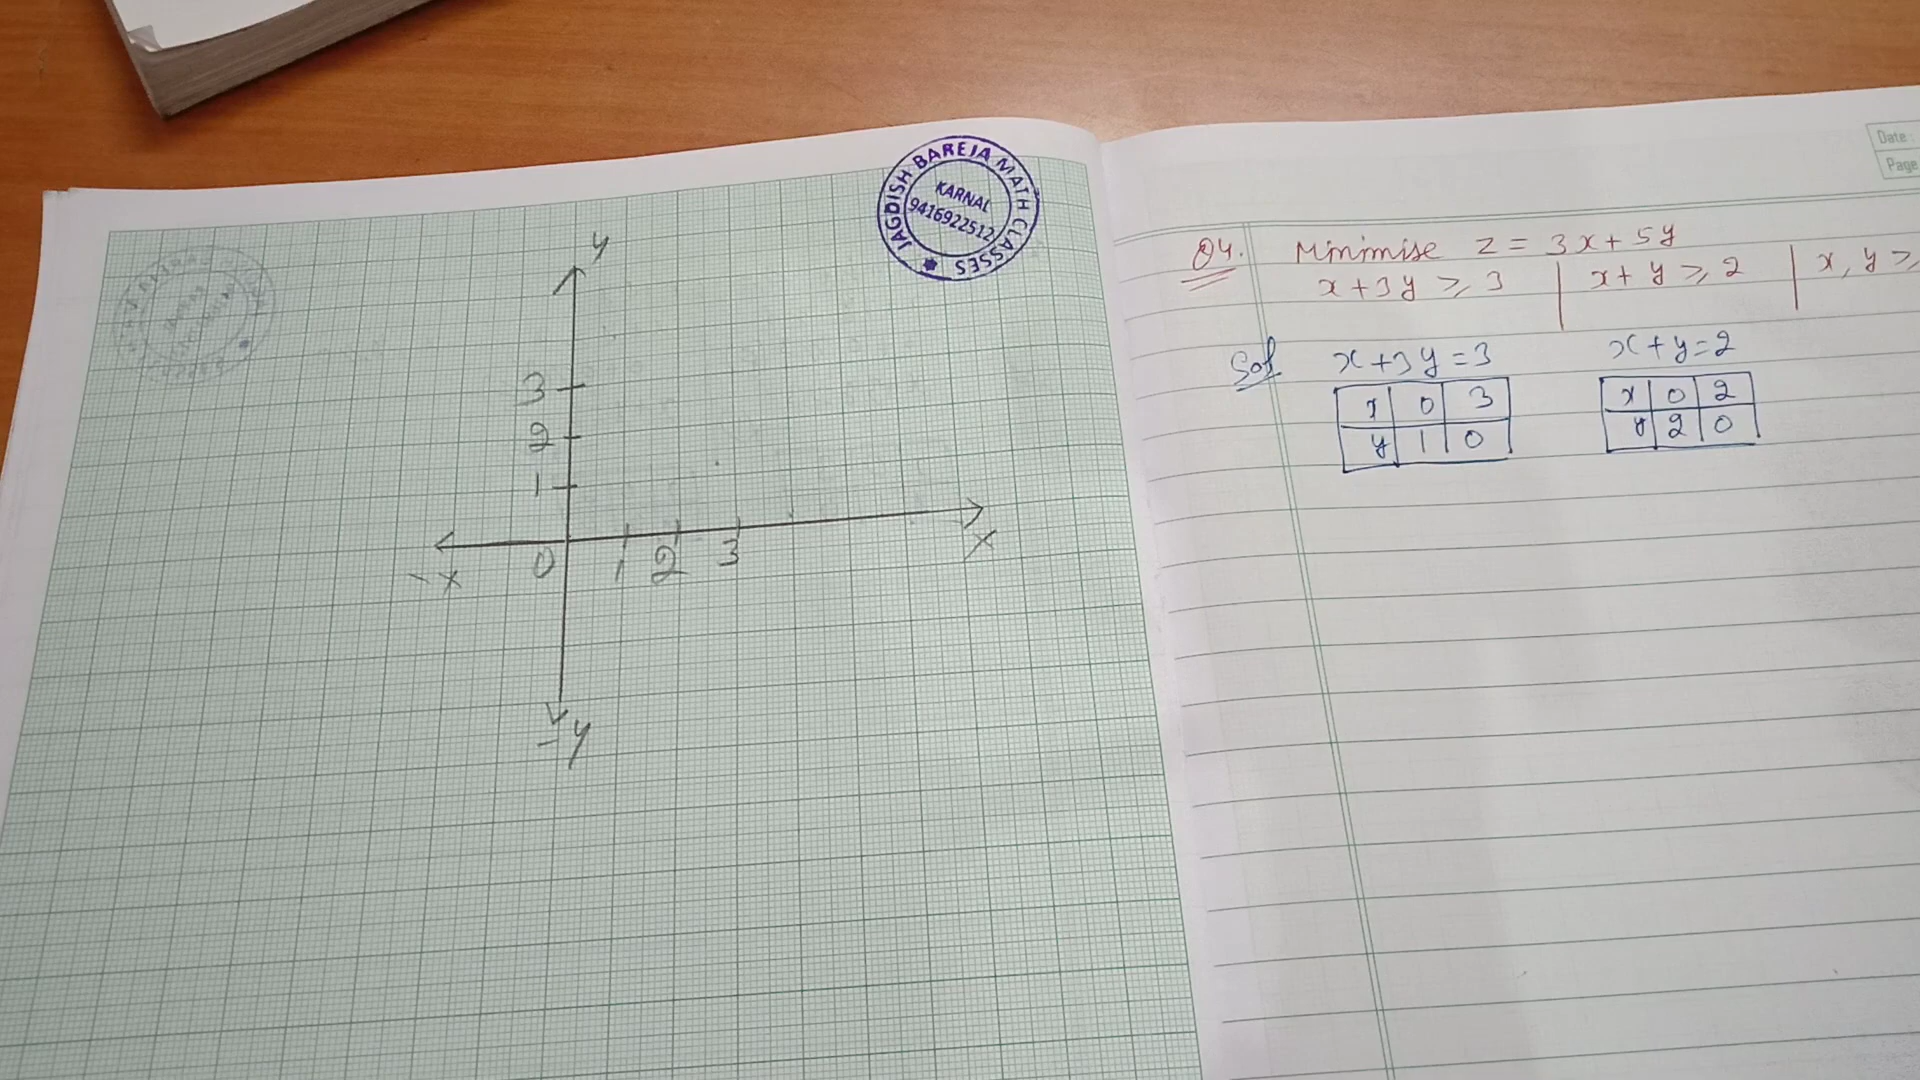 JAGDISH BAREJA MATH CLASSES
KARNAL
9416922512
y
3
2
1
0 1 2 3
x
-x
-y
Date:
Page
Q4. Minimise z = 3x + 5y
x + 3y ≥ 3 | x + y ≥ 2 | x, y ≥
Sol x + 3y = 3 x + y = 2
x 0 3 x 0 2
y 1 0 y 2 0